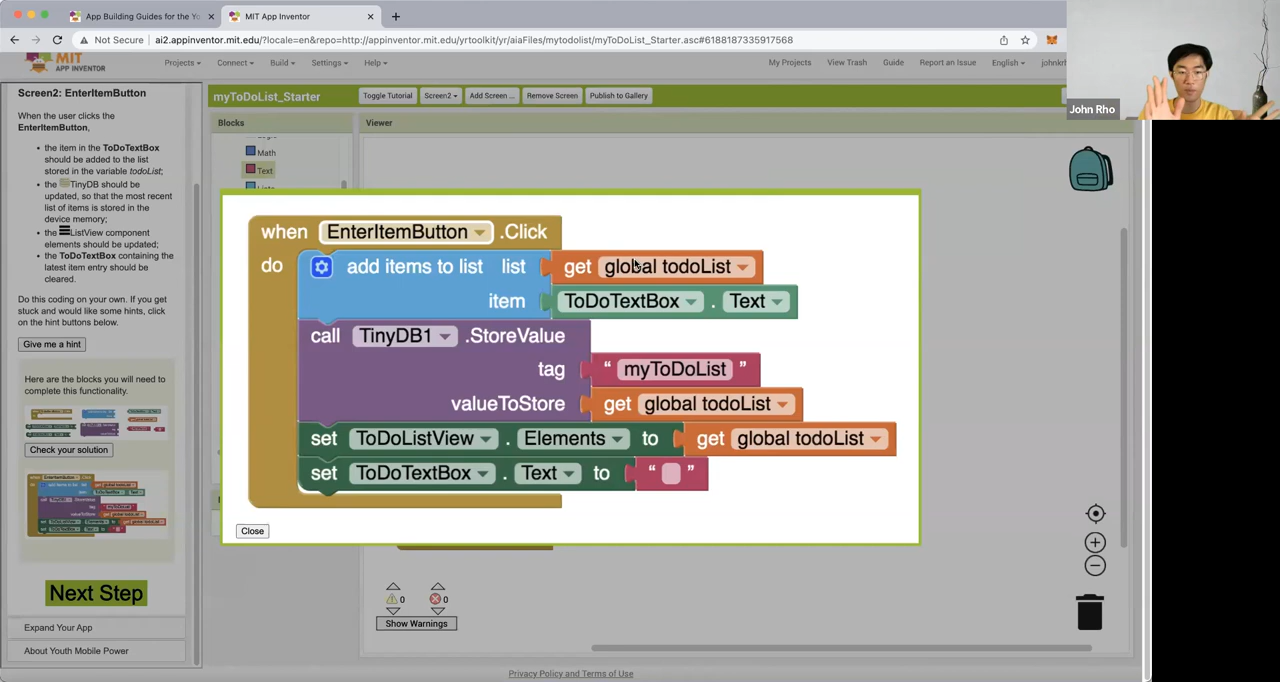 App Building Guides for the Yo
MIT App Inventor
Not Secure
ai2.appinventor.mit.edu/?locale=en&repo=http://appinventor.mit.edu/yrtoolkit/yr/aiaFiles/mytodolist/myToDoList_Starter.asc#6188187335917568
MIT
APP INVENTOR
Projects
Connect
Build
Settings
Help
My Projects
View Trash
Guide
Report an Issue
English
John Rho
Screen2: EnterItemButton
When the user clicks the
EnterItemButton,
the item in the ToDoTextBox
should be added to the list
stored in the variable todoList;
the TinyDB should be
updated, so that the most recent
list of items is stored in the
device memory;
the ListView component
elements should be updated;
the ToDoTextBox containing the
latest item entry should be
cleared.
Do this coding on your own. If you get
stuck and would like some hints, click
on the hint buttons below.
Give me a hint
Here are the blocks you will need to
complete this functionality.
Check your solution
Next Step
Expand Your App
About Youth Mobile Power
myToDoList_Starter
Toggle Tutorial
Screen2
Add Screen ...
Remove Screen
Publish to Gallery
Blocks
Viewer
Math
Text
when EnterItemButton .Click
do add items to list list get global todoList
item ToDoTextBox . Text
call TinyDB1 .StoreValue
tag " myToDoList "
valueToStore get global todoList
set ToDoListView . Elements to get global todoList
set ToDoTextBox . Text to " "
Close
0 0
Show Warnings
Privacy Policy and Terms of Use